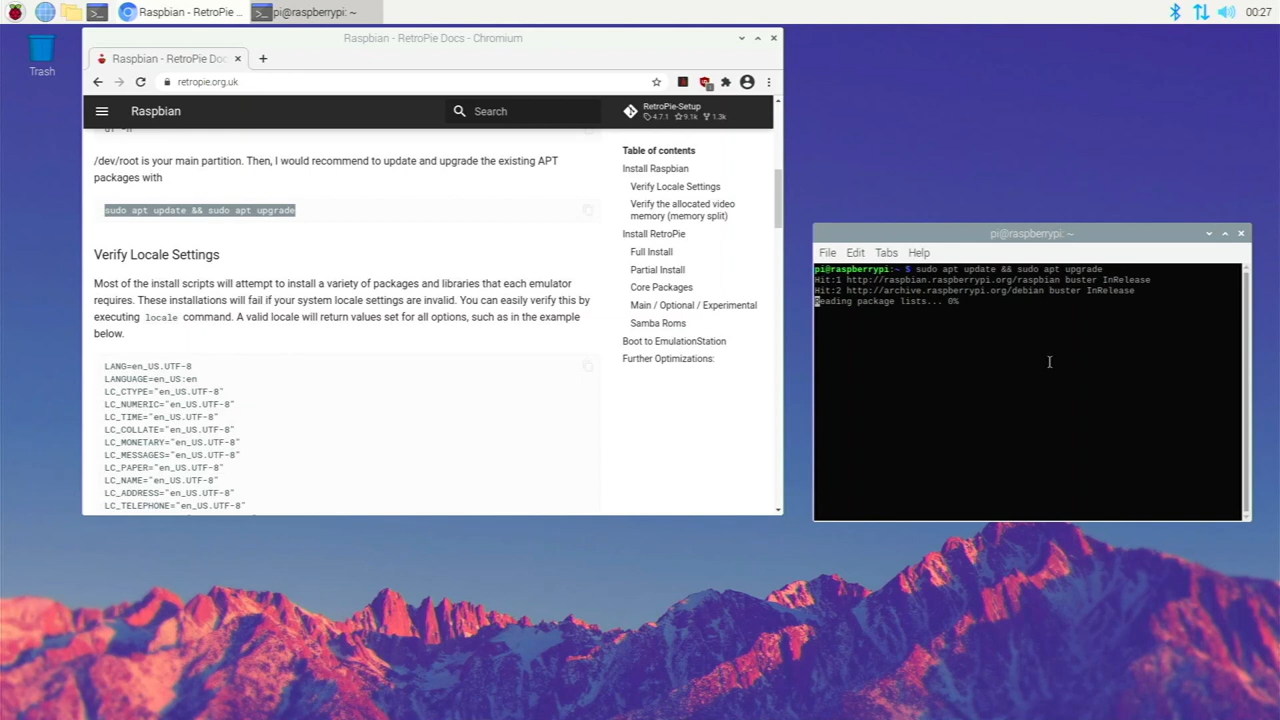 Raspbian - RetroPie ...
pi@raspberrypi: ~
00:27
Trash
Raspbian - RetroPie Docs - Chromium
Raspbian - RetroPie Doc
retropie.org.uk
Raspbian
Search
RetroPie-Setup
4.7.1 9.1k 1.3k
/dev/root is your main partition. Then, I would recommend to update and upgrade the existing APT
packages with
sudo apt update && sudo apt upgrade
Verify Locale Settings
Most of the install scripts will attempt to install a variety of packages and libraries that each emulator
requires. These installations will fail if your system locale settings are invalid. You can easily verify this by
executing locale command. A valid locale will return values set for all options, such as in the example
below.
LANG=en_US.UTF-8
LANGUAGE=en_US:en
LC_CTYPE="en_US.UTF-8"
LC_NUMERIC="en_US.UTF-8"
LC_TIME="en_US.UTF-8"
LC_COLLATE="en_US.UTF-8"
LC_MONETARY="en_US.UTF-8"
LC_MESSAGES="en_US.UTF-8"
LC_PAPER="en_US.UTF-8"
LC_NAME="en_US.UTF-8"
LC_ADDRESS="en_US.UTF-8"
LC_TELEPHONE="en_US.UTF-8"
Table of contents
Install Raspbian
Verify Locale Settings
Verify the allocated video
memory (memory split)
Install RetroPie
Full Install
Partial Install
Core Packages
Main / Optional / Experimental
Samba Roms
Boot to EmulationStation
Further Optimizations:
pi@raspberrypi: ~
File Edit Tabs Help
pi@raspberrypi:~ $ sudo apt update && sudo apt upgrade
Hit:1 http://raspbian.raspberrypi.org/raspbian buster InRelease
Hit:2 http://archive.raspberrypi.org/debian buster InRelease
Reading package lists... 0%